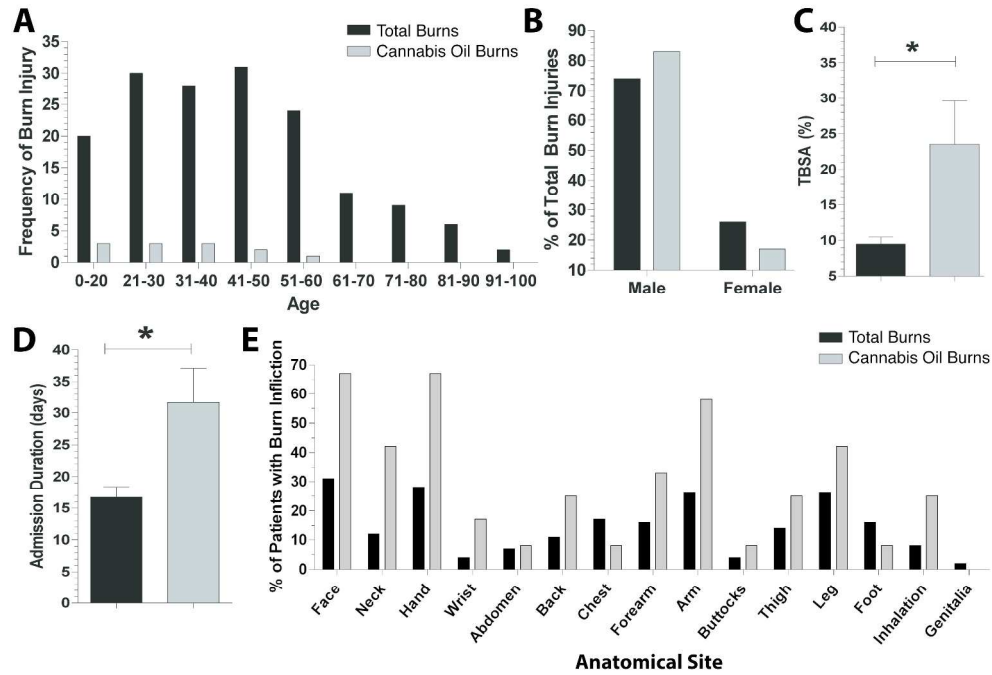 A
Total Burns
Cannabis Oil Burns
Frequency of Burn Injury
35
30
25
20
15
10
5
0
0-20 21-30 31-40 41-50 51-60 61-70 71-80 81-90 91-100
Age
B
% of Total Burn Injuries
90
80
70
60
50
40
30
20
10
Male Female
C
*
TBSA (%)
40
35
30
25
20
15
10
5
D
*
Admission Duration (days)
40
35
30
25
20
15
10
5
0
E
Total Burns
Cannabis Oil Burns
% of Patients with Burn Infliction
70
60
50
40
30
20
10
0
Face Neck Hand Wrist Abdomen Back Chest Forearm Arm Buttocks Thigh Leg Foot Inhalation Genitalia
Anatomical Site